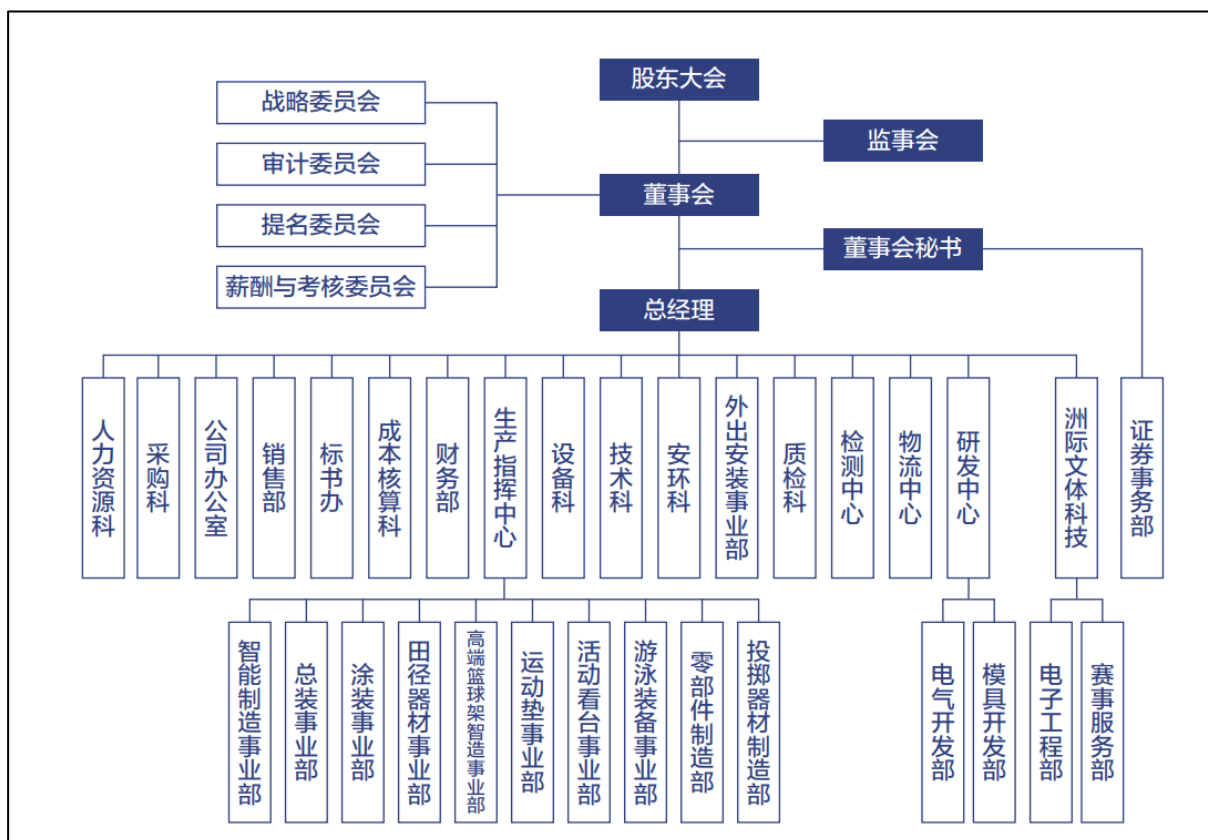 股东大会
战略委员会
监事会
审计委员会
董事会
提名委员会
董事会秘书
薪酬与考核委员会
总经理
人力资源科
采购科
公司办公室
销售部
标书办
成本核算科
财务部
生产指挥中心
设备科
技术科
安环科
外出安装事业部
质检科
检测中心
物流中心
研发中心
洲际文体科技
证券事务部
智能制造事业部
总装事业部
涂装事业部
田径器材事业部
高端篮球架智造事业部
运动垫事业部
活动看台事业部
游泳装备事业部
零部件制造部
投掷器材制造部
电气开发部
模具开发部
电子工程部
赛事服务部